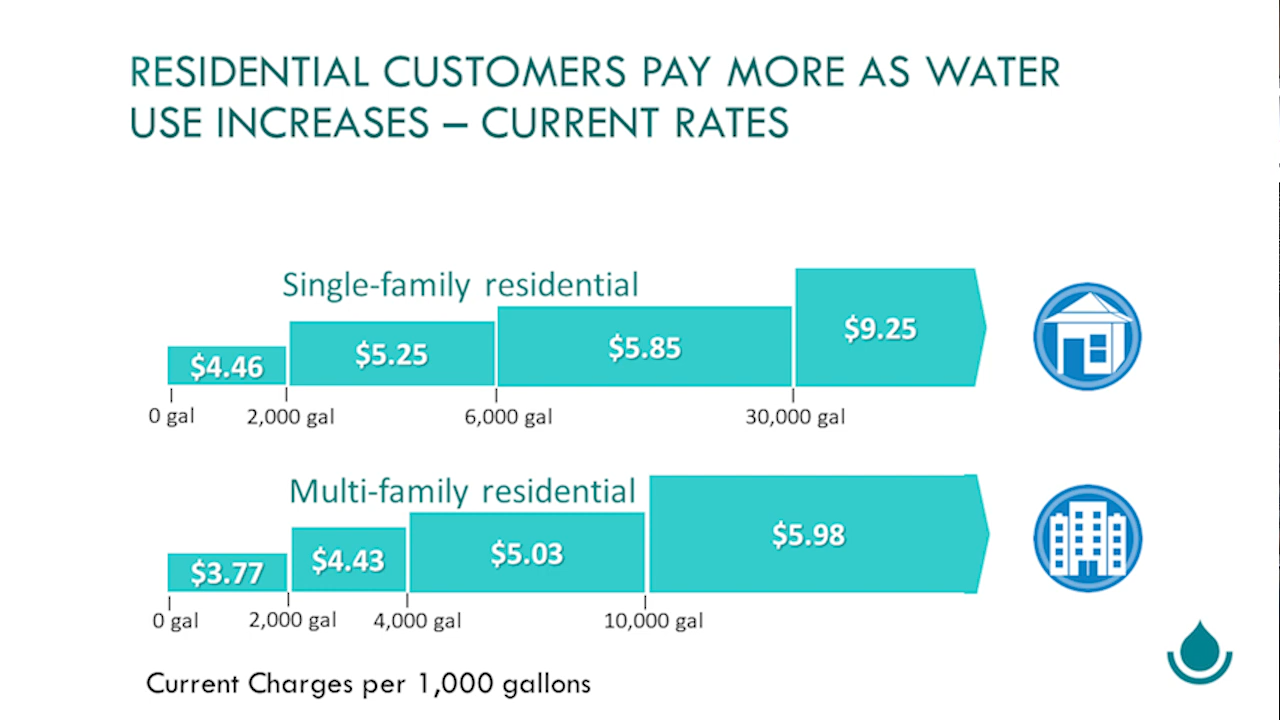 RESIDENTIAL CUSTOMERS PAY MORE AS WATER
USE INCREASES – CURRENT RATES
Single-family residential
$4.46
$5.25
$5.85
$9.25
0 gal
2,000 gal
6,000 gal
30,000 gal
Multi-family residential
$3.77
$4.43
$5.03
$5.98
0 gal
2,000 gal
4,000 gal
10,000 gal
Current Charges per 1,000 gallons